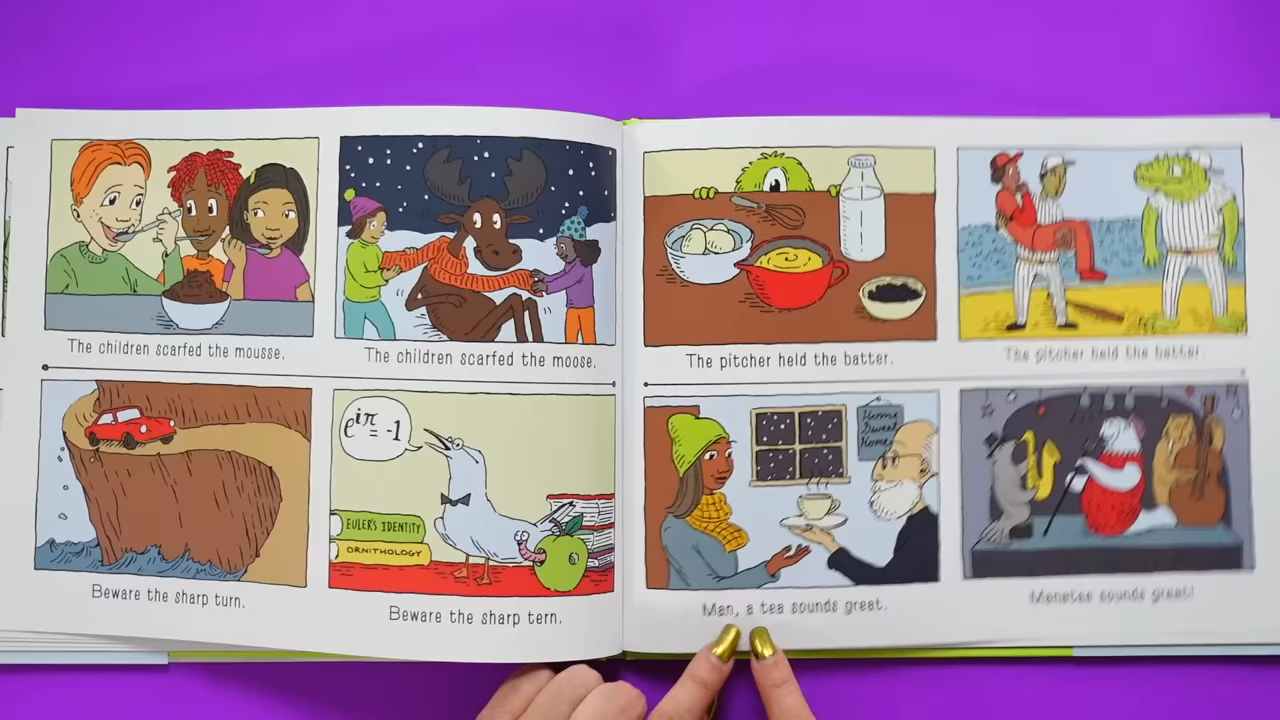 The children scarfed the mousse.
The children scarfed the moose.
The pitcher held the batter.
The pitcher held the batter.
e^iπ = -1
EULER'S IDENTITY
ORNITHOLOGY
Home
Sweet
Home
Beware the sharp turn.
Beware the sharp tern.
Man, a tea sounds great.
Manatee sounds great!